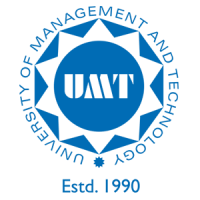 UNIVERSITY OF MANAGEMENT AND TECHNOLOGY
UMT
Estd. 1990